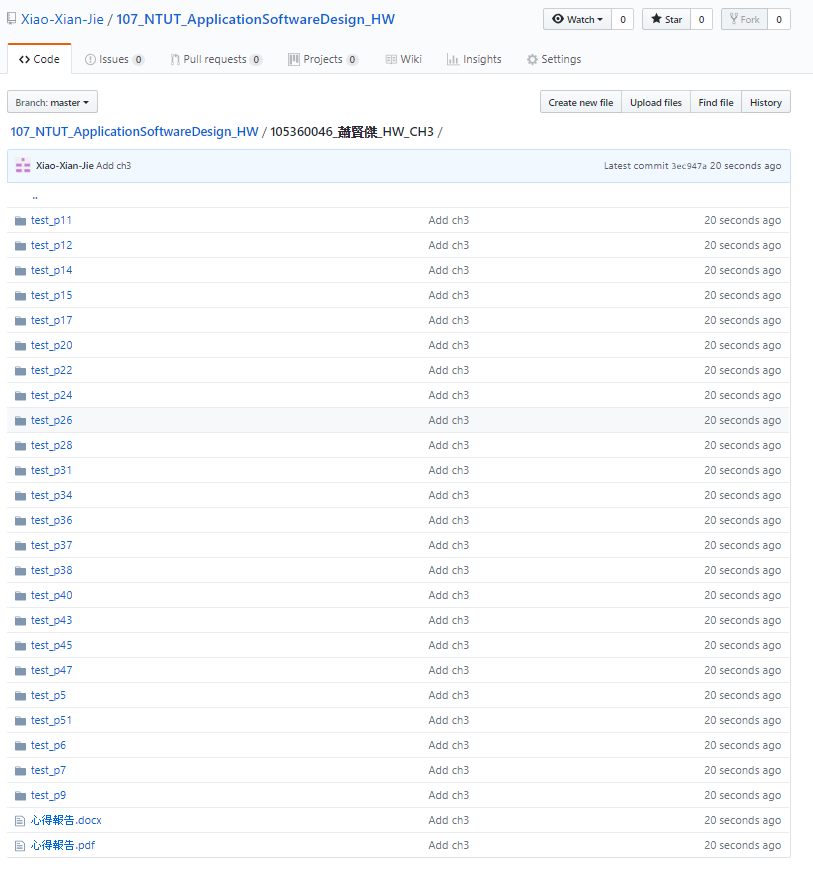 Xiao-Xian-Jie / 107_NTUT_ApplicationSoftwareDesign_HW Watch 0 Star 0 Fork 0
Code Issues 0 Pull requests 0 Projects 0 Wiki Insights Settings
Branch: master Create new file Upload files Find file History
107_NTUT_ApplicationSoftwareDesign_HW / 105360046_蕭賢傑_HW_CH3 /
Xiao-Xian-Jie Add ch3 Latest commit 3ec947a 20 seconds ago
..
test_p11 Add ch3 20 seconds ago
test_p12 Add ch3 20 seconds ago
test_p14 Add ch3 20 seconds ago
test_p15 Add ch3 20 seconds ago
test_p17 Add ch3 20 seconds ago
test_p20 Add ch3 20 seconds ago
test_p22 Add ch3 20 seconds ago
test_p24 Add ch3 20 seconds ago
test_p26 Add ch3 20 seconds ago
test_p28 Add ch3 20 seconds ago
test_p31 Add ch3 20 seconds ago
test_p34 Add ch3 20 seconds ago
test_p36 Add ch3 20 seconds ago
test_p37 Add ch3 20 seconds ago
test_p38 Add ch3 20 seconds ago
test_p40 Add ch3 20 seconds ago
test_p43 Add ch3 20 seconds ago
test_p45 Add ch3 20 seconds ago
test_p47 Add ch3 20 seconds ago
test_p5 Add ch3 20 seconds ago
test_p51 Add ch3 20 seconds ago
test_p6 Add ch3 20 seconds ago
test_p7 Add ch3 20 seconds ago
test_p9 Add ch3 20 seconds ago
心得報告.docx Add ch3 20 seconds ago
心得報告.pdf Add ch3 20 seconds ago